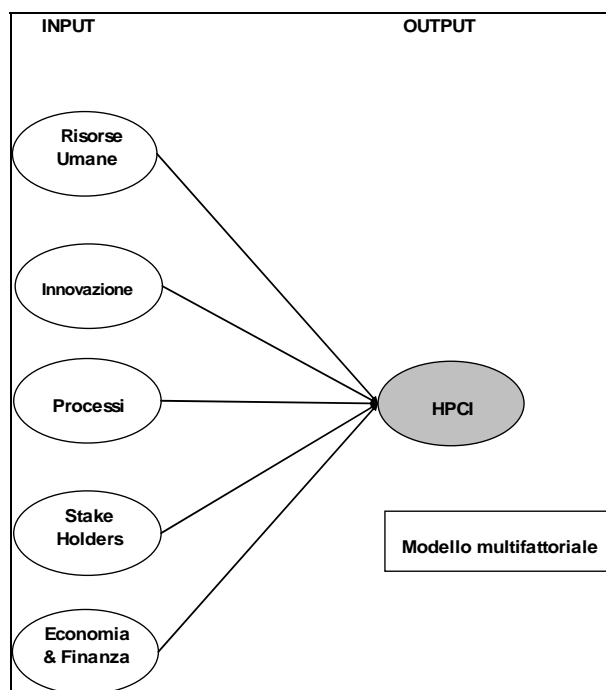 INPUT
OUTPUT
Risorse
Umane
Innovazione
Processi
HPCI
Stake
Holders
Modello multifattoriale
Economia
& Finanza